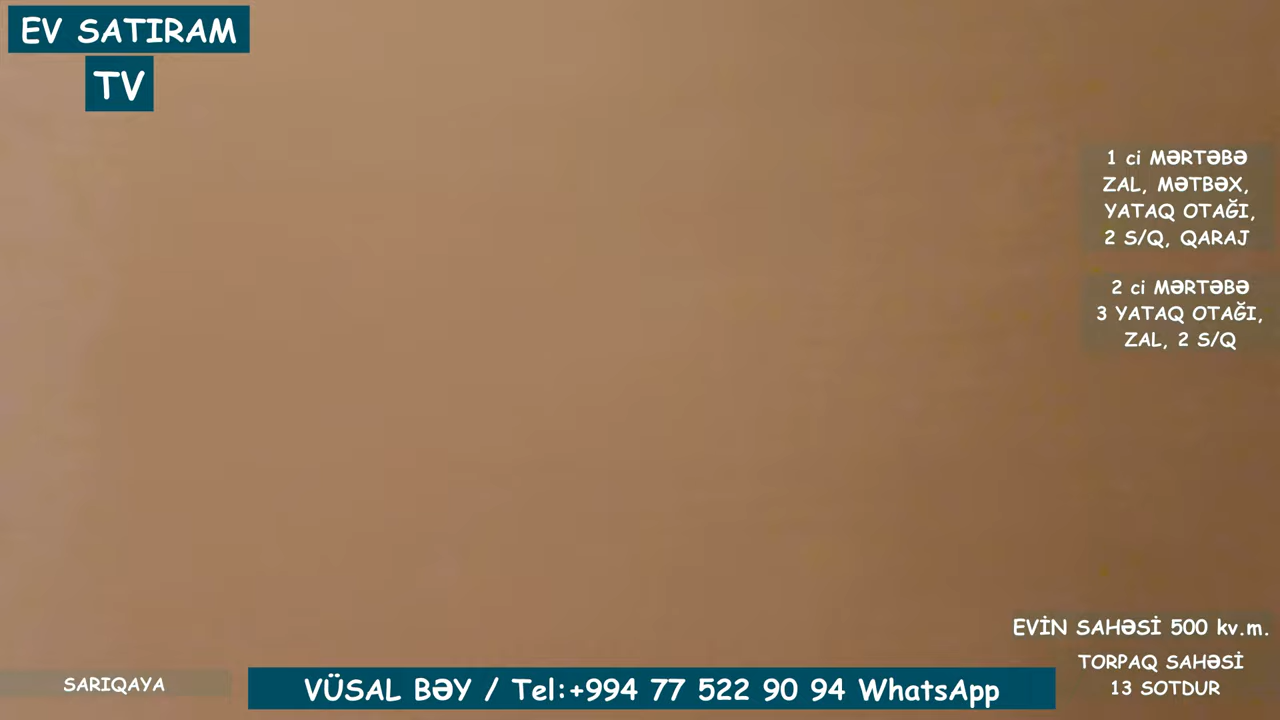 EV SATIRAM
TV
1 ci MƏRTƏBƏ
ZAL, MƏTBƏX,
YATAQ OTAĞI,
2 S/Q, QARAJ
2 ci MƏRTƏBƏ
3 YATAQ OTAĞI,
ZAL, 2 S/Q
EVİN SAHƏSİ 500 kv.m.
TORPAQ SAHƏSİ
13 SOTDUR
SARIQAYA
VÜSAL BƏY / Tel:+994 77 522 90 94 WhatsApp